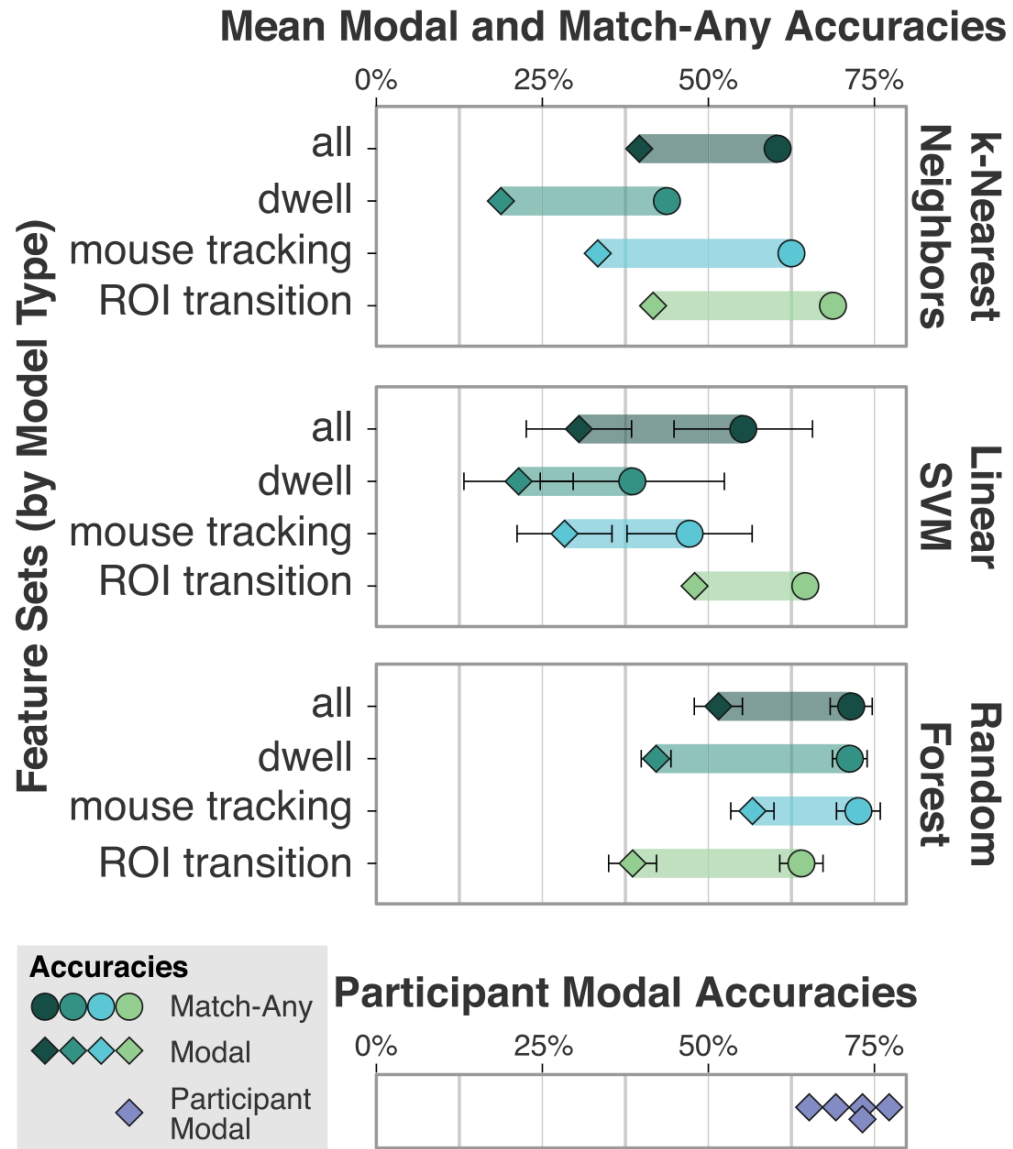 Mean Modal and Match-Any Accuracies
0% 25% 50% 75%
Feature Sets (by Model Type)
all
dwell
mouse tracking
ROI transition
k-Nearest
Neighbors
all
dwell
mouse tracking
ROI transition
Linear
SVM
all
dwell
mouse tracking
ROI transition
Random
Forest
Accuracies
Match-Any
Modal
Participant
Modal
Participant Modal Accuracies
0% 25% 50% 75%